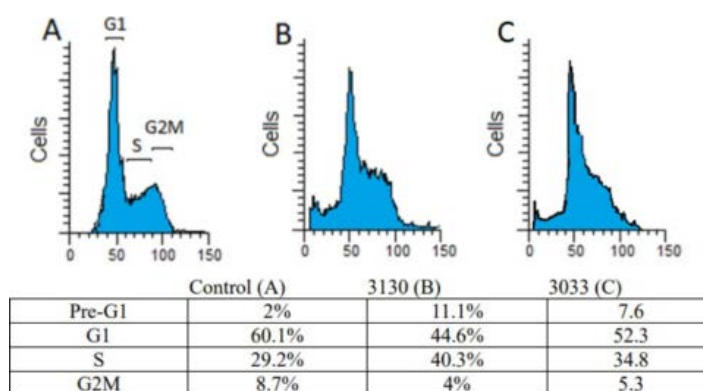 A
G1
S
G2M
Cells
0
50
100
150
B
Cells
0
50
100
150
C
Cells
0
50
100
150
Control (A) 3130 (B) 3033 (C)
Pre-G1 2% 11.1% 7.6
G1 60.1% 44.6% 52.3
S 29.2% 40.3% 34.8
G2M 8.7% 4% 5.3